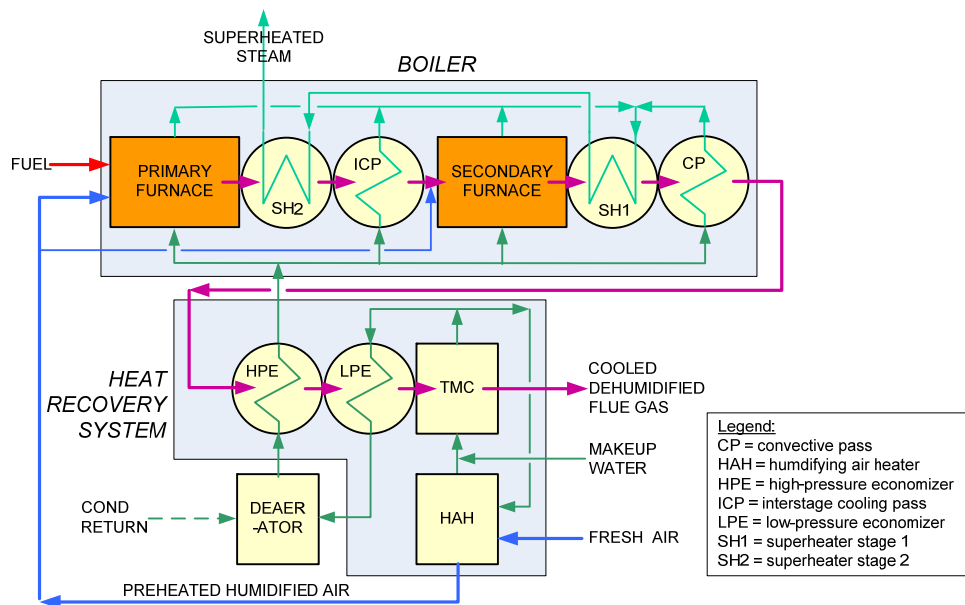 SUPERHEATED
STEAM
BOILER
FUEL
PRIMARY
FURNACE
SH2
ICP
SECONDARY
FURNACE
SH1
CP
HEAT
RECOVERY
SYSTEM
HPE
LPE
TMC
COOLED
DEHUMIDIFIED
FLUE GAS
MAKEUP
WATER
COND
RETURN
DEAER
-ATOR
HAH
FRESH AIR
PREHEATED HUMIDIFIED AIR
Legend:
CP = convective pass
HAH = humdifying air heater
HPE = high-pressure economizer
ICP = interstage cooling pass
LPE = low-pressure economizer
SH1 = superheater stage 1
SH2 = superheater stage 2